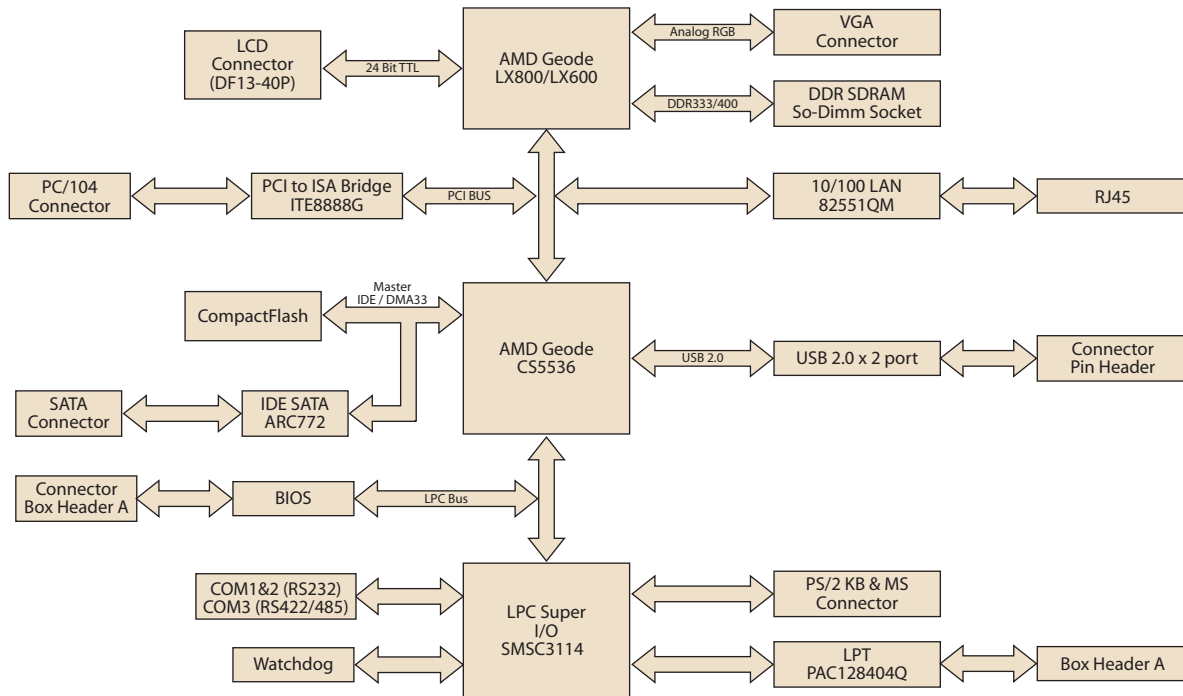 LCD
Connector
(DF13-40P)
24 Bit TTL
AMD Geode
LX800/LX600
Analog RGB
VGA
Connector
DDR333/400
DDR SDRAM
So-Dimm Socket
PC/104
Connector
PCI to ISA Bridge
ITE8888G
PCI BUS
10/100 LAN
82551QM
RJ45
CompactFlash
Master
IDE / DMA33
AMD Geode
CS5536
USB 2.0
USB 2.0 x 2 port
Connector
Pin Header
SATA
Connector
IDE SATA
ARC772
Connector
Box Header A
BIOS
LPC Bus
COM1&2 (RS232)
COM3 (RS422/485)
LPC Super
I/O
SMSC3114
PS/2 KB & MS
Connector
Watchdog
LPT
PAC128404Q
Box Header A